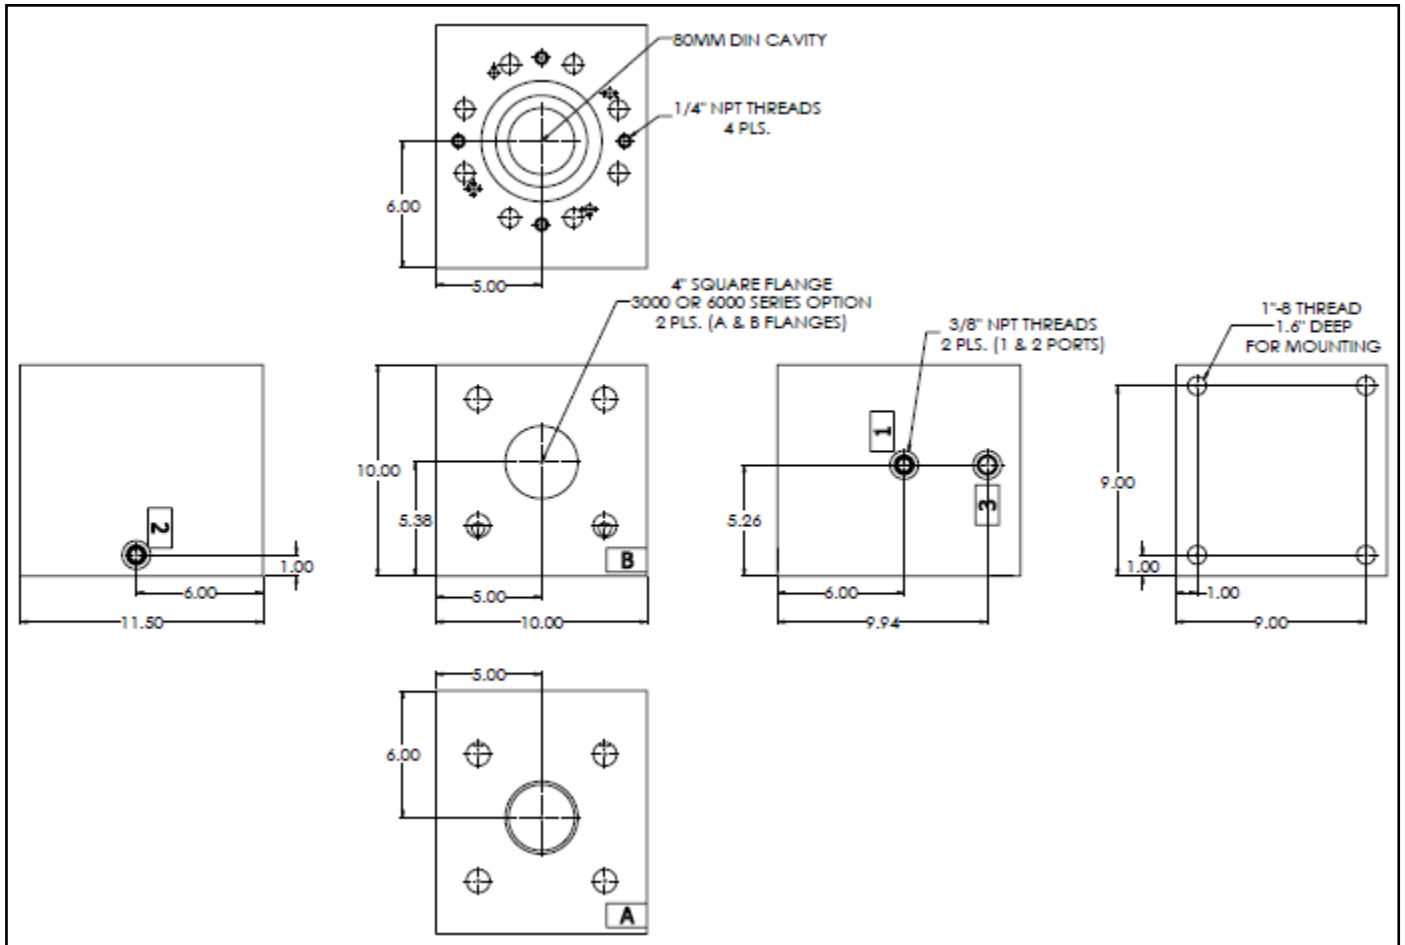 80MM DIN CAVITY
1/4" NPT THREADS
4 PLS.
6.00
5.00
4" SQUARE FLANGE
3000 OR 6000 SERIES OPTION
2 PLS. (A & B FLANGES)
3/8" NPT THREADS
2 PLS. (1 & 2 PORTS)
1"-8 THREAD
1.6" DEEP
FOR MOUNTING
2
1.00
6.00
11.50
10.00
5.38
B
5.00
10.00
1
3
5.26
6.00
9.94
9.00
1.00
1.00
9.00
5.00
6.00
A